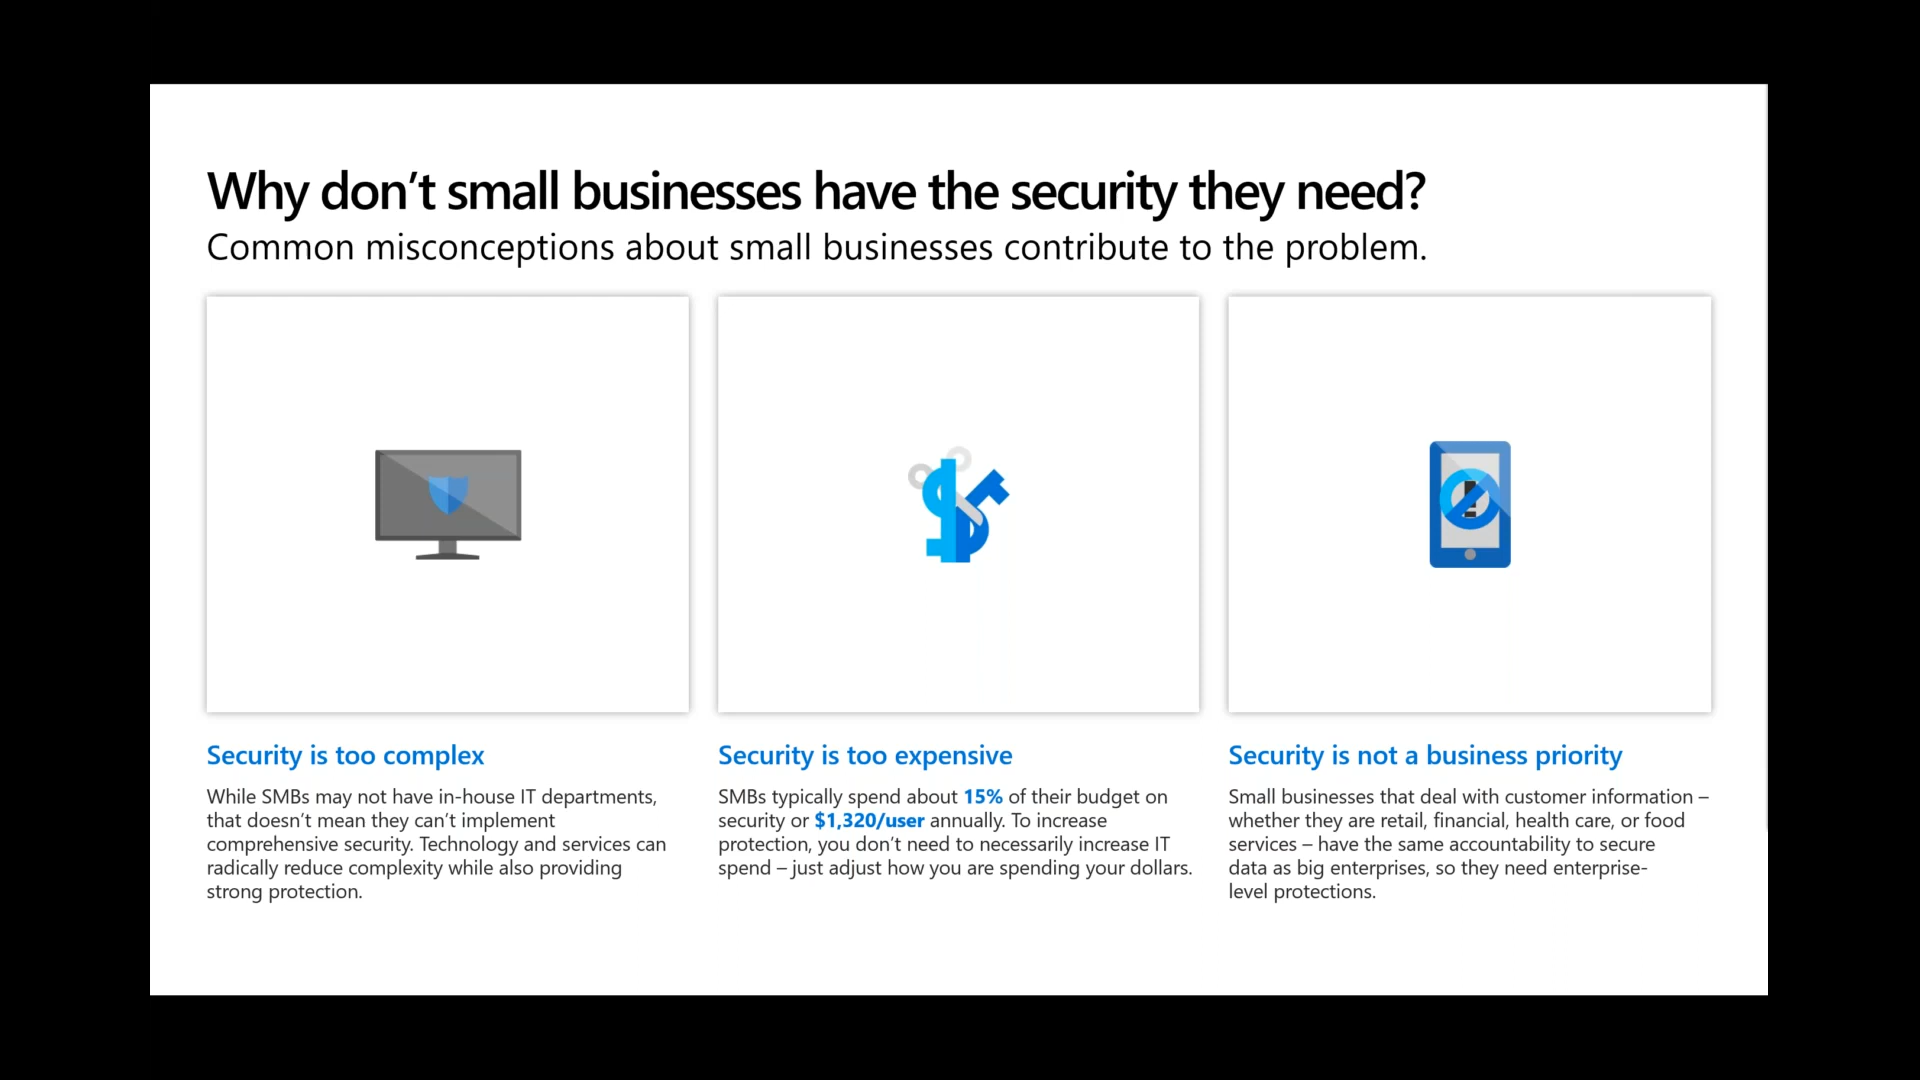 Why don’t small businesses have the security they need?
Common misconceptions about small businesses contribute to the problem.
Security is too complex
While SMBs may not have in-house IT departments,
that doesn’t mean they can’t implement
comprehensive security. Technology and services can
radically reduce complexity while also providing
strong protection.
Security is too expensive
SMBs typically spend about 15% of their budget on
security or $1,320/user annually. To increase
protection, you don’t need to necessarily increase IT
spend – just adjust how you are spending your dollars.
Security is not a business priority
Small businesses that deal with customer information –
whether they are retail, financial, health care, or food
services – have the same accountability to secure
data as big enterprises, so they need enterprise-
level protections.